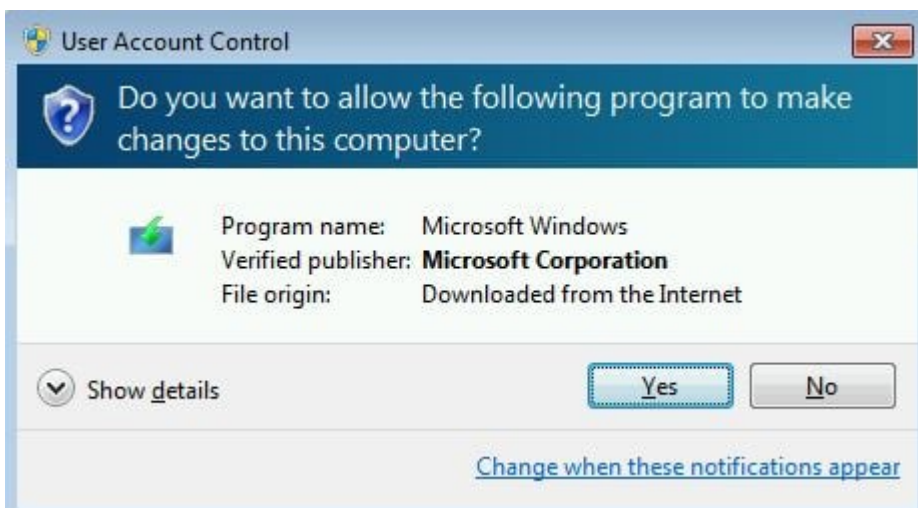 User Account Control
Do you want to allow the following program to make
changes to this computer?
Program name: Microsoft Windows
Verified publisher: Microsoft Corporation
File origin: Downloaded from the Internet
Show details Yes No
Change when these notifications appear